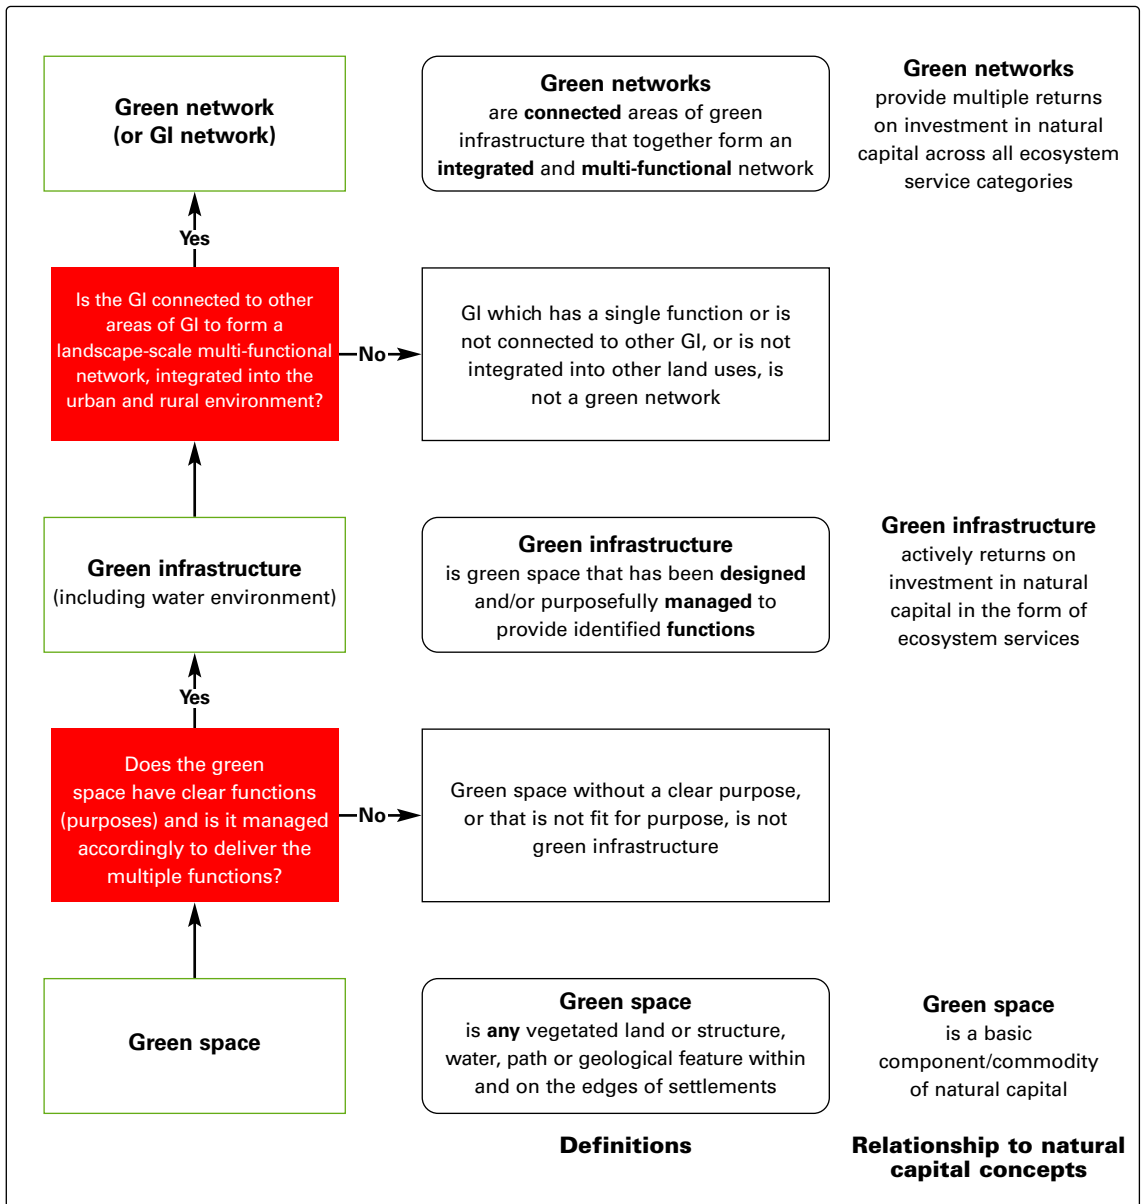 Green network
(or GI network)
Green networks
are connected areas of green
infrastructure that together form an
integrated and multi-functional network
Green networks
provide multiple returns
on investment in natural
capital across all ecosystem
service categories
Yes
Is the GI connected to other
areas of GI to form a
landscape-scale multi-functional
network, integrated into the
urban and rural environment?
No
GI which has a single function or is
not connected to other GI, or is not
integrated into other land uses, is
not a green network
Green infrastructure
(including water environment)
Green infrastructure
is green space that has been designed
and/or purposefully managed to
provide identified functions
Green infrastructure
actively returns on
investment in natural
capital in the form of
ecosystem services
Yes
Does the green
space have clear functions
(purposes) and is it managed
accordingly to deliver the
multiple functions?
No
Green space without a clear purpose,
or that is not fit for purpose, is not
green infrastructure
Green space
Green space
is any vegetated land or structure,
water, path or geological feature within
and on the edges of settlements
Green space
is a basic
component/commodity
of natural capital
Definitions
Relationship to natural
capital concepts